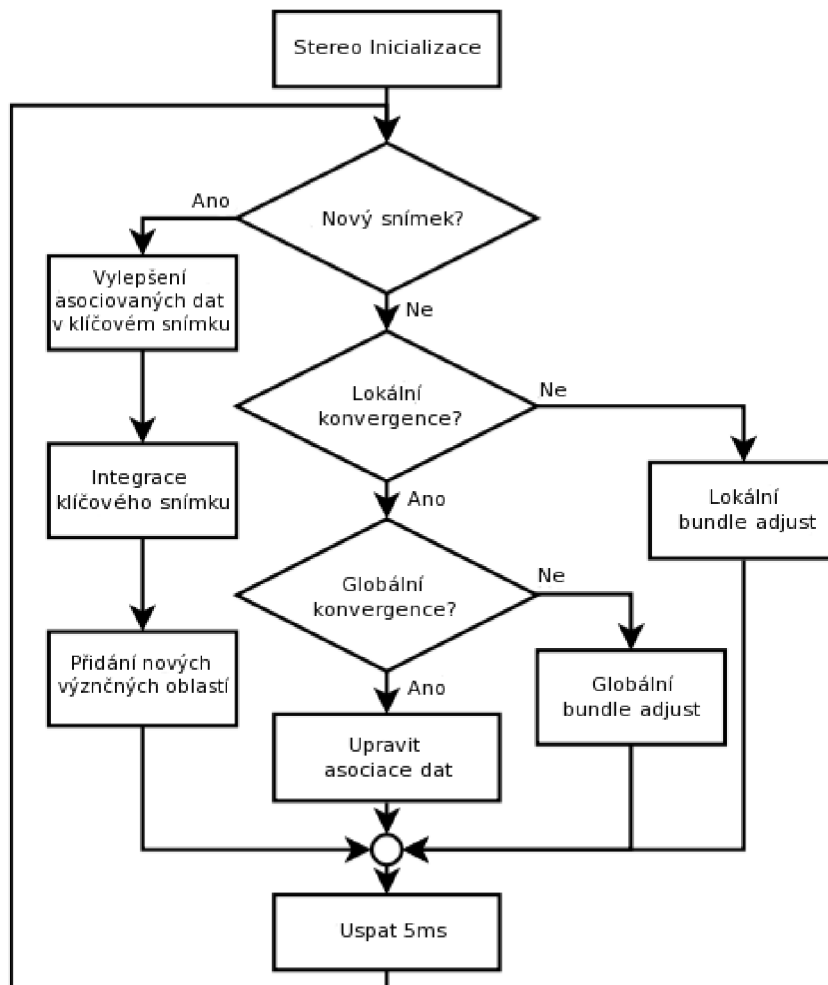 Stereo Inicializace
Ano
Nový snímek?
Vylepšení
asociovaných dat
v klíčovém snímku
Ne
Lokální
konvergence?
Ne
Integrace
klíčového snímku
Lokální
bundle adjust
Ano
Globální
konvergence?
Ne
Přidání nových
význčných oblastí
Globální
bundle adjust
Ano
Upravit
asociace dat
Uspat 5ms